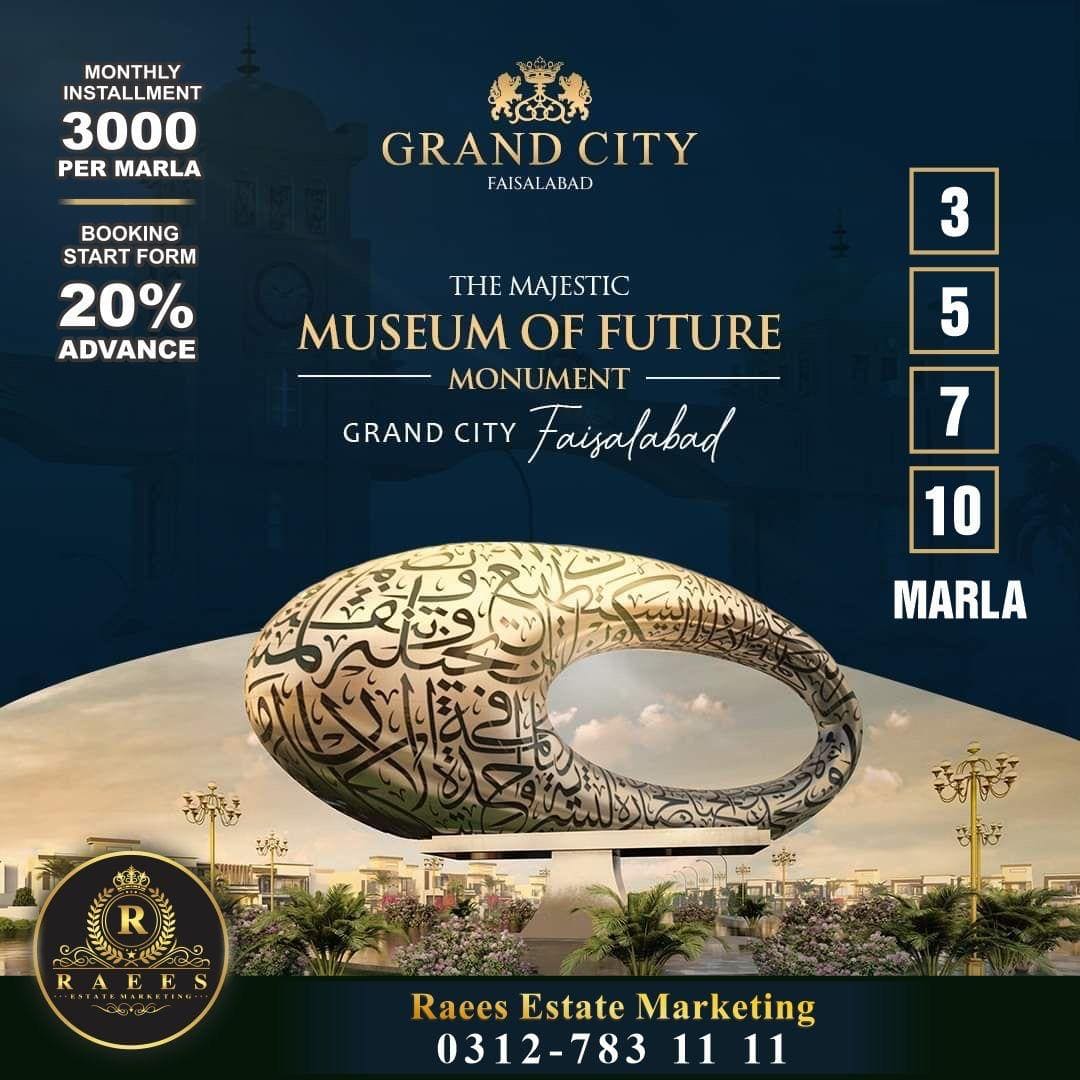 MONTHLY
INSTALLMENT
3000
PER MARLA
BOOKING
START FORM
20%
ADVANCE
GRAND CITY
FAISALABAD
THE MAJESTIC
MUSEUM OF FUTURE
MONUMENT
GRAND CITY Faisalabad
3
5
7
10
MARLA
R
RAEES
ESTATE MARKETING
Raees Estate Marketing
0312-783 11 11